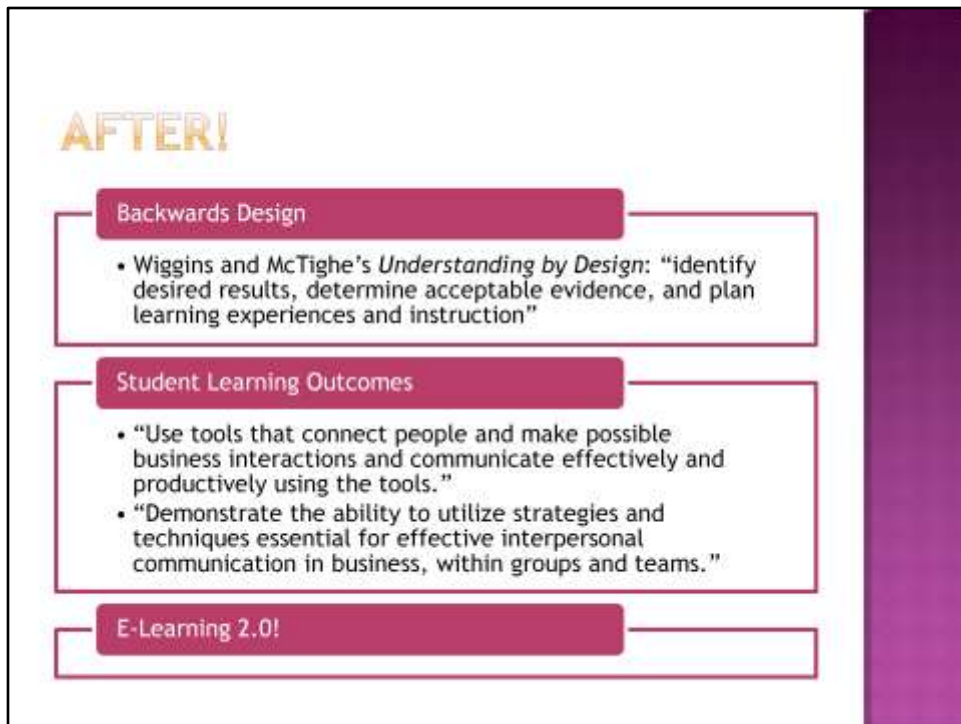 AFTER!
Backwards Design
• Wiggins and McTighe’s Understanding by Design: “identify
desired results, determine acceptable evidence, and plan
learning experiences and instruction”
Student Learning Outcomes
• “Use tools that connect people and make possible
business interactions and communicate effectively and
productively using the tools.”
• “Demonstrate the ability to utilize strategies and
techniques essential for effective interpersonal
communication in business, within groups and teams.”
E-Learning 2.0!